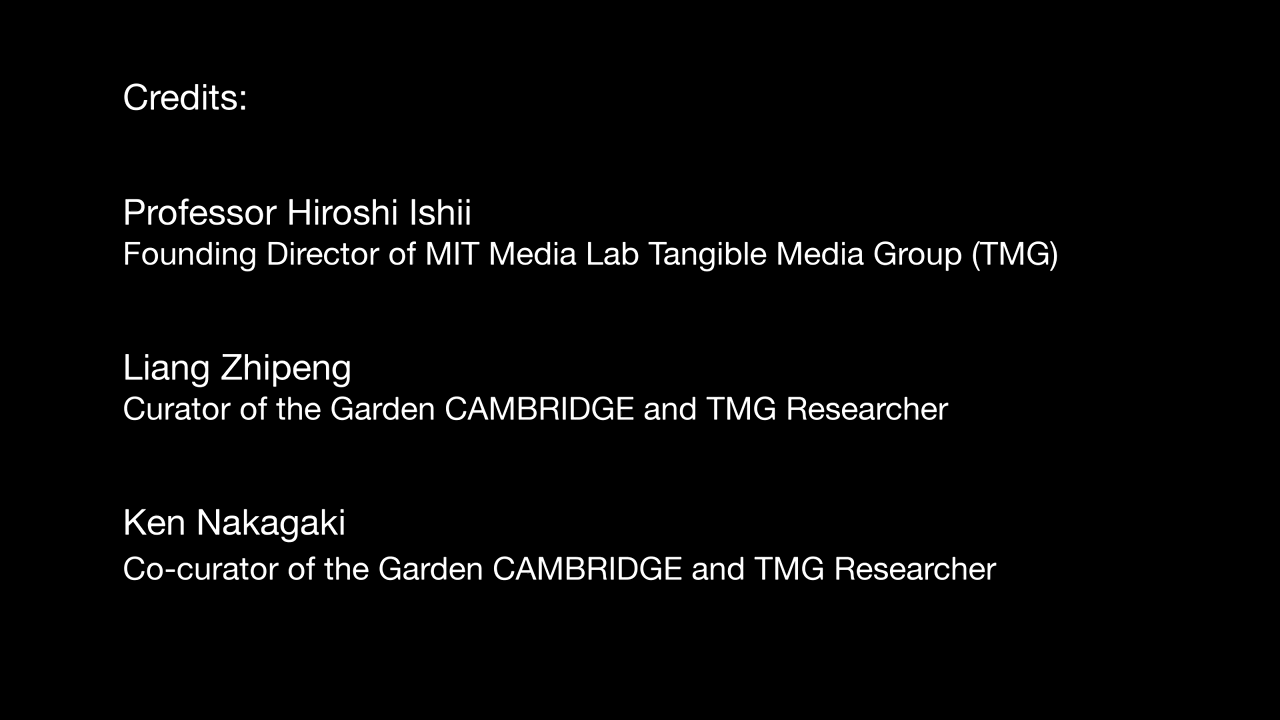 Credits:
Professor Hiroshi Ishii
Founding Director of MIT Media Lab Tangible Media Group (TMG)
Liang Zhipeng
Curator of the Garden CAMBRIDGE and TMG Researcher
Ken Nakagaki
Co-curator of the Garden CAMBRIDGE and TMG Researcher